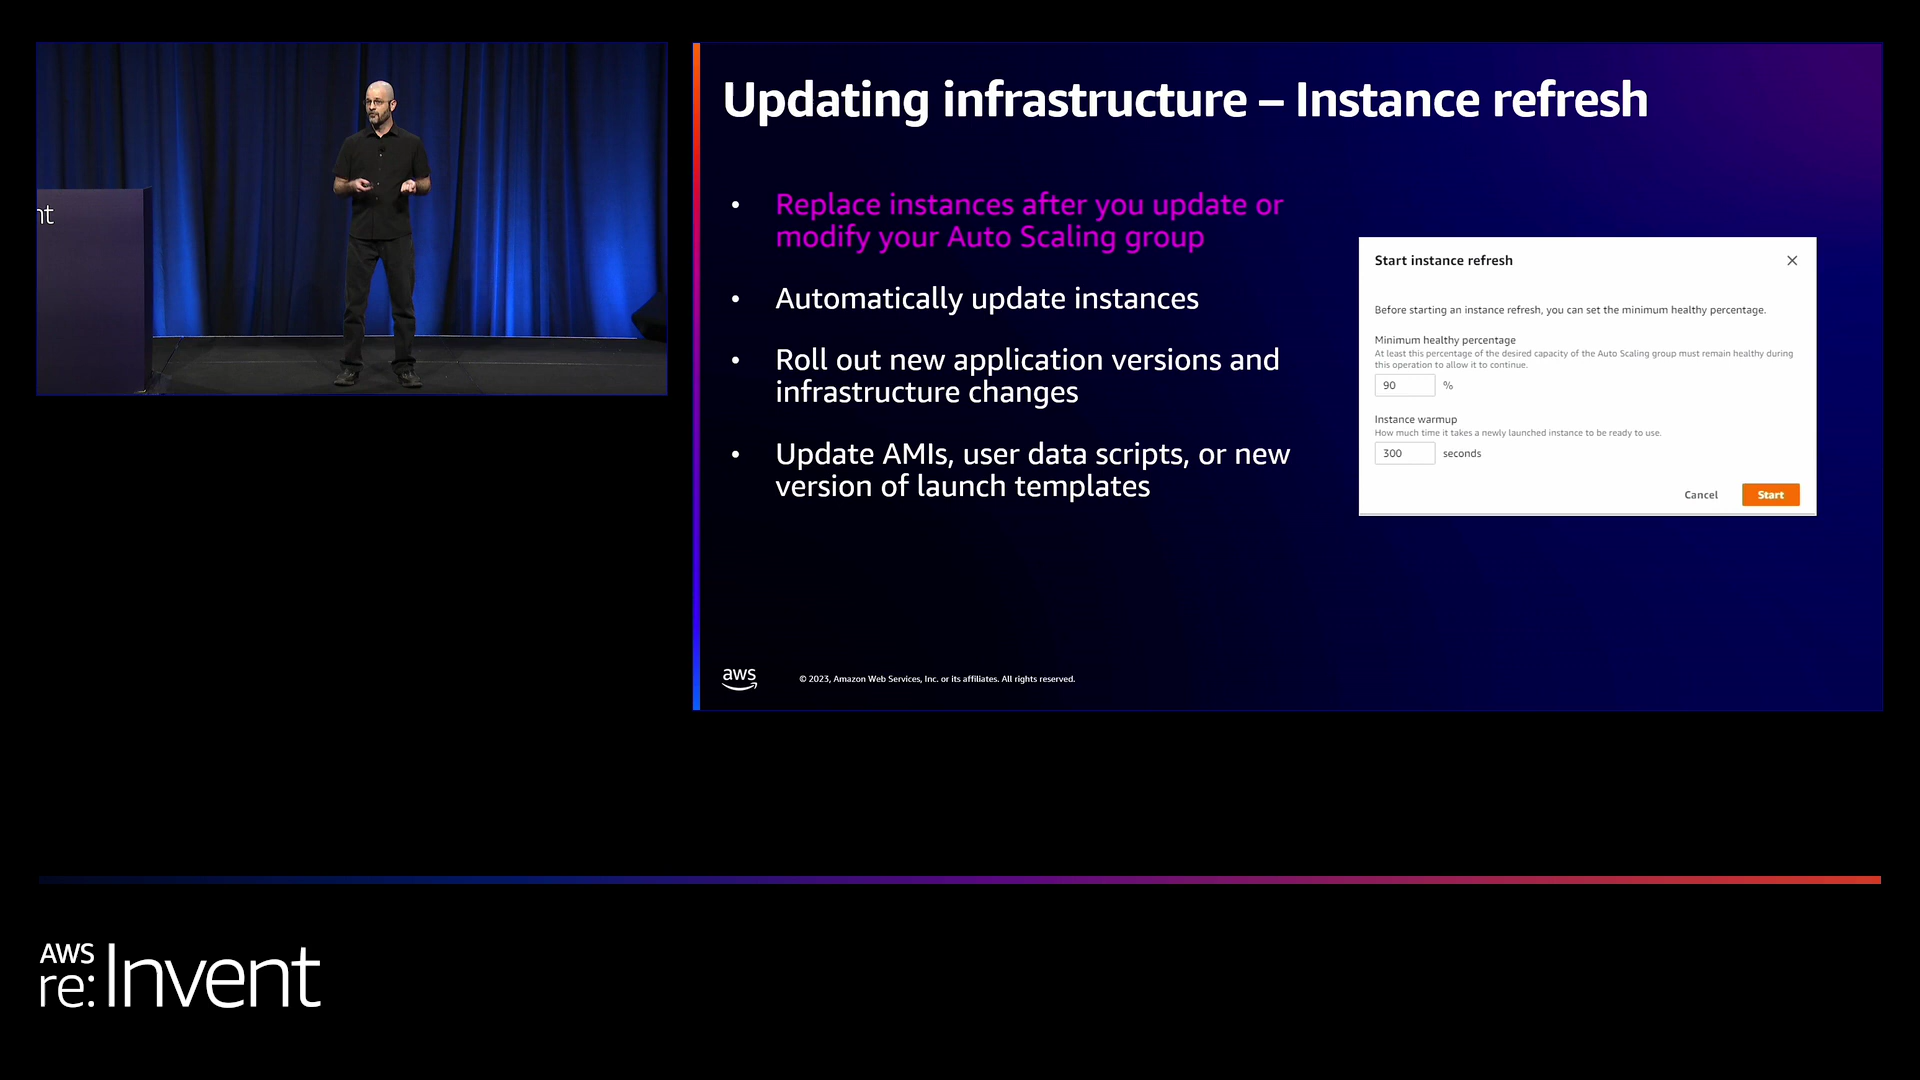 nt
Updating infrastructure – Instance refresh
• Replace instances after you update or
modify your Auto Scaling group
• Automatically update instances
• Roll out new application versions and
infrastructure changes
• Update AMIs, user data scripts, or new
version of launch templates
Start instance refresh
Before starting an instance refresh, you can set the minimum healthy percentage.
Minimum healthy percentage
At least this percentage of the desired capacity of the Auto Scaling group must remain healthy during
this operation to allow it to continue.
90 %
Instance warmup
How much time it takes a newly launched instance to be ready to use.
300 seconds
Cancel Start
aws © 2023, Amazon Web Services, Inc. or its affiliates. All rights reserved.
AWS
re:Invent